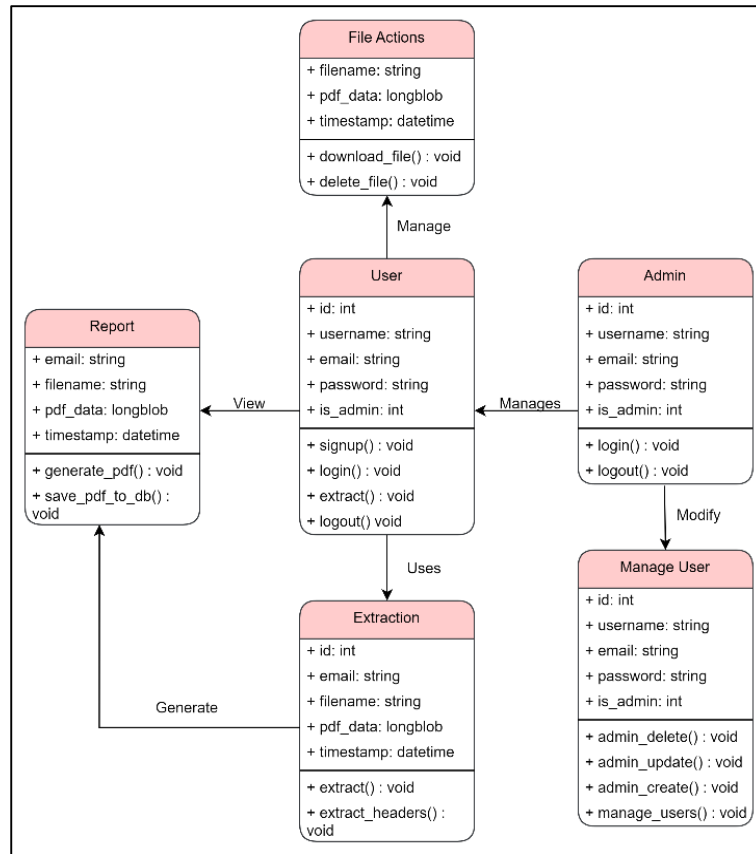 File Actions
+ filename: string
+ pdf_data: longblob
+ timestamp: datetime
+ download_file() : void
+ delete_file() : void
Manage
User
+ id: int
+ username: string
+ email: string
+ password: string
+ is_admin: int
+ signup() : void
+ login() : void
+ extract() : void
+ logout() void
Admin
+ id: int
+ username: string
+ email: string
+ password: string
+ is_admin: int
+ login() : void
+ logout() : void
Report
+ email: string
+ filename: string
+ pdf_data: longblob
+ timestamp: datetime
+ generate_pdf() : void
+ save_pdf_to_db() :
void
View
Manages
Uses
Modify
Extraction
+ id: int
+ email: string
+ filename: string
+ pdf_data: longblob
+ timestamp: datetime
+ extract() : void
+ extract_headers() :
void
Generate
Manage User
+ id: int
+ username: string
+ email: string
+ password: string
+ is_admin: int
+ admin_delete() : void
+ admin_update() : void
+ admin_create() : void
+ manage_users() : void